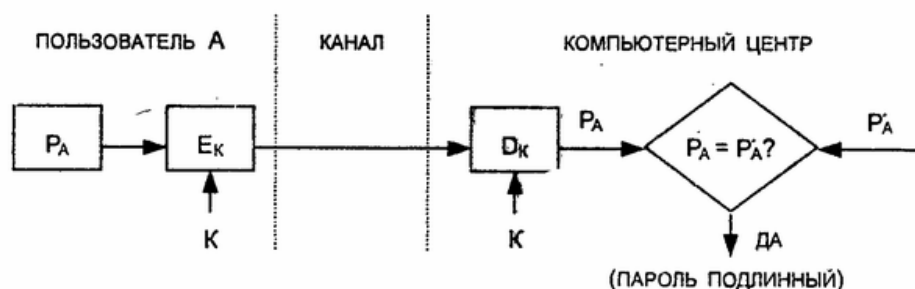 ПОЛЬЗОВАТЕЛЬ А
КАНАЛ
КОМПЬЮТЕРНЫЙ ЦЕНТР
PA
EK
DK
PA
PA = P'A?
P'A
K
K
ДА
(ПАРОЛЬ ПОДЛИННЫЙ)